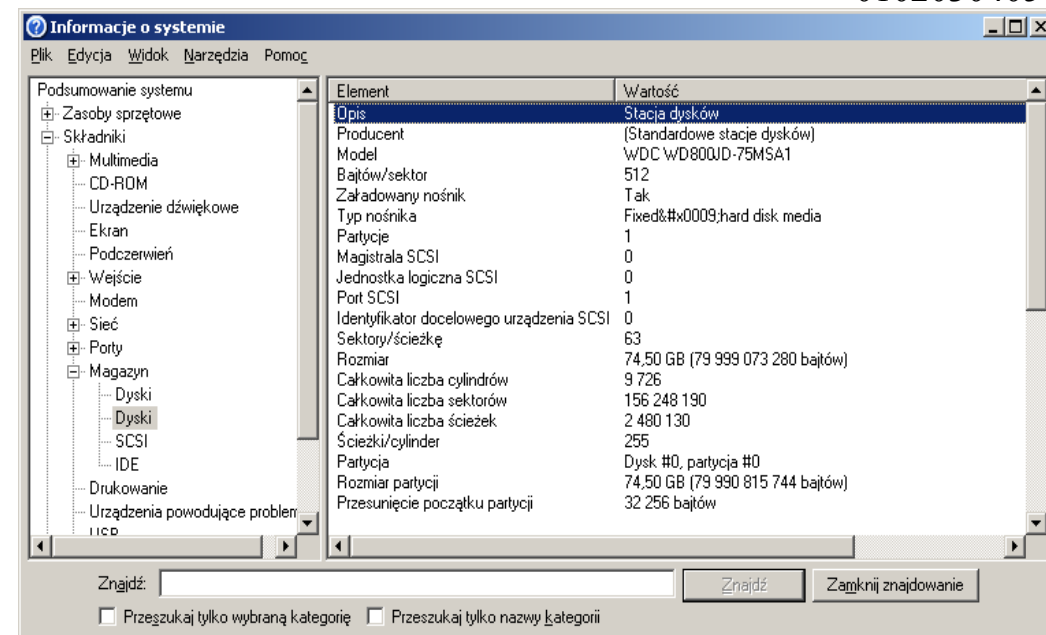 Informacje o systemie
Plik Edycja Widok Narzędzia Pomoc
Podsumowanie systemu
Zasoby sprzętowe
Składniki
Multimedia
CD-ROM
Urządzenie dźwiękowe
Ekran
Podczerwień
Wejście
Modem
Sieć
Porty
Magazyn
Dyski
Dyski
SCSI
IDE
Drukowanie
Urządzenia powodujące problem
USB
Element Wartość
Opis Stacja dysków
Producent (Standardowe stacje dysków)
Model WDC WD800JD-75MSA1
Bajtów/sektor 512
Załadowany nośnik Tak
Typ nośnika Fixed&#x0009;hard disk media
Partycje 1
Magistrala SCSI 0
Jednostka logiczna SCSI 0
Port SCSI 1
Identyfikator docelowego urządzenia SCSI 0
Sektory/ścieżkę 63
Rozmiar 74,50 GB (79 999 073 280 bajtów)
Całkowita liczba cylindrów 9 726
Całkowita liczba sektorów 156 248 190
Całkowita liczba ścieżek 2 480 130
Ścieżki/cylinder 255
Partycja Dysk #0, partycja #0
Rozmiar partycji 74,50 GB (79 990 815 744 bajtów)
Przesunięcie początku partycji 32 256 bajtów
Znajdź: Znajdź Zamknij znajdowanie
Przeszukaj tylko wybraną kategorię Przeszukaj tylko nazwy kategorii